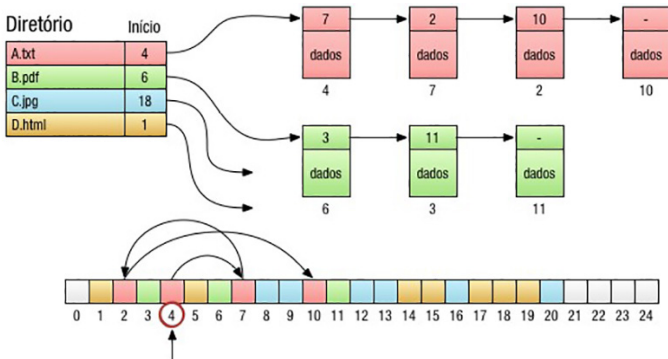 Diretório Início
A.txt 4
B.pdf 6
C.jpg 18
D.html 1
7 2 10 -
dados dados dados dados
4 7 2 10
3 11 -
dados dados dados
6 3 11
0 1 2 3 4 5 6 7 8 9 10 11 12 13 14 15 16 17 18 19 20 21 22 23 24